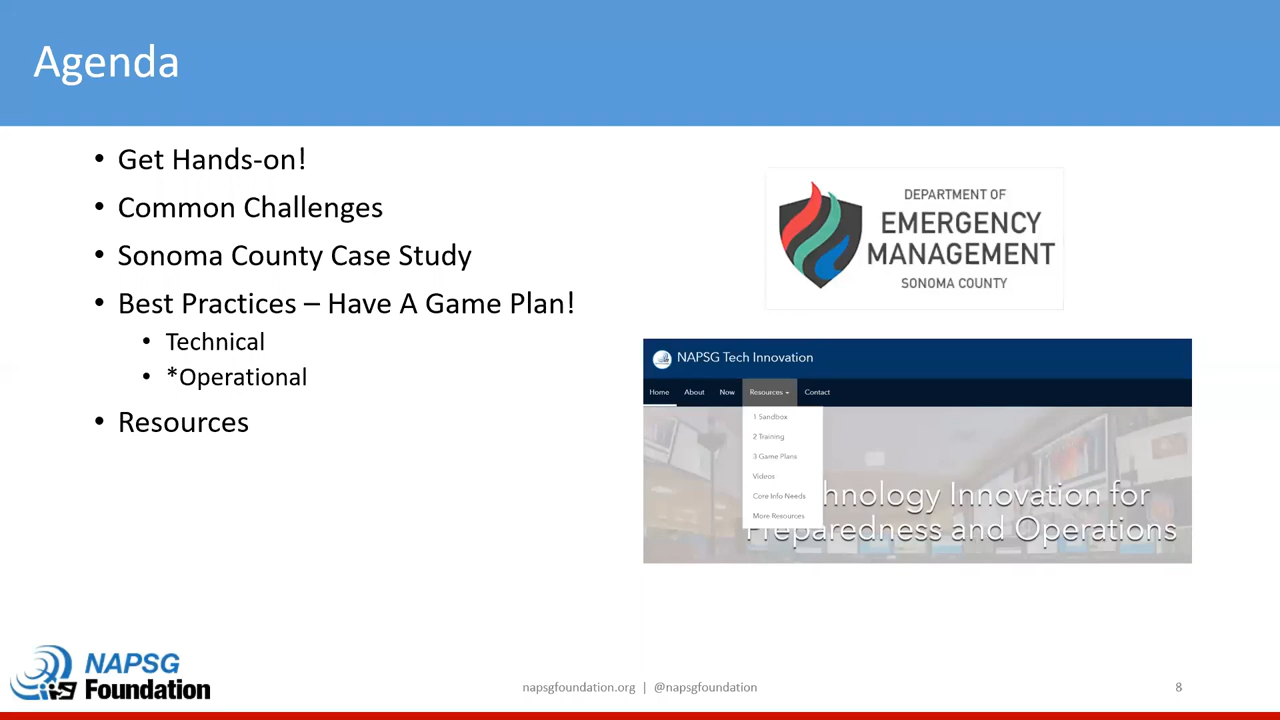 Agenda
• Get Hands-on!
• Common Challenges
• Sonoma County Case Study
• Best Practices – Have A Game Plan!
• Technical
• *Operational
• Resources
DEPARTMENT OF
EMERGENCY
MANAGEMENT
SONOMA COUNTY
NAPSG Tech Innovation
Home About Now Resources Contact
1 Sandbox
2 Training
3 Game Plans
Videos
Core Info Needs
More Resources
hnology Innovation for
Preparedness and Operations
NAPSG
Foundation
napsgfoundation.org | @napsgfoundation
8